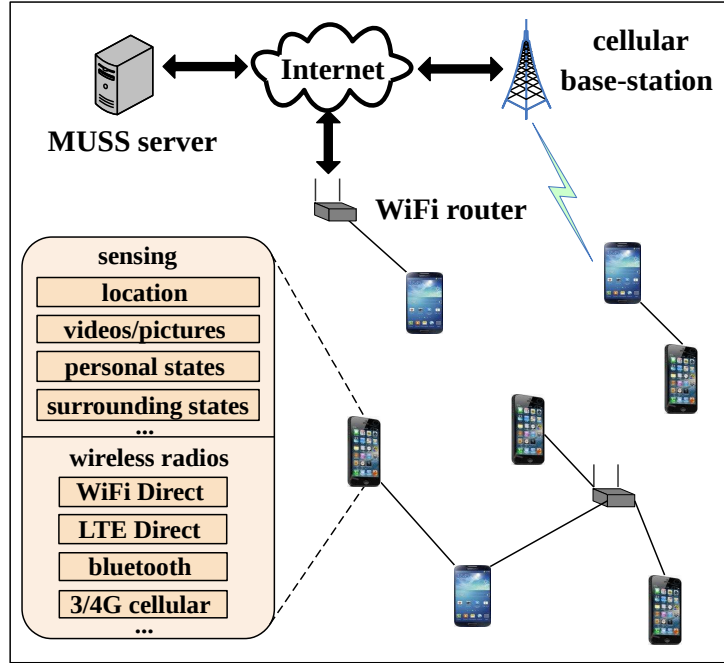 cellular
base-station
Internet
MUSS server
WiFi router
sensing
location
videos/pictures
personal states
surrounding states
...
wireless radios
WiFi Direct
LTE Direct
bluetooth
3/4G cellular
...